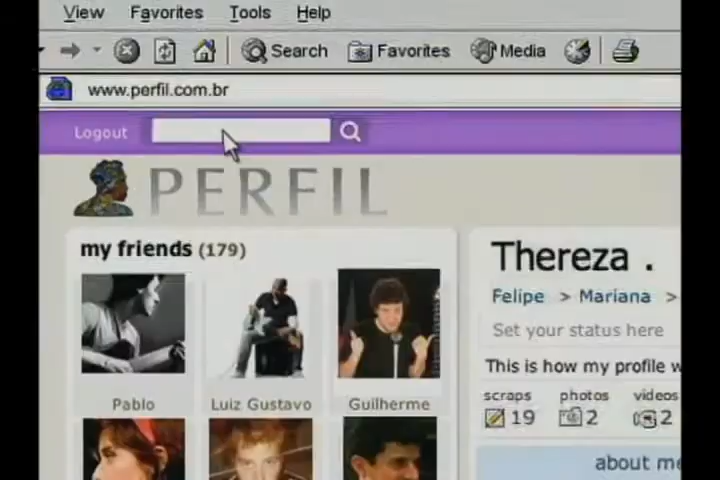 View Favorites Tools Help
Search Favorites Media
www.perfil.com.br
Logout
PERFIL
my friends (179)
Thereza .
Felipe > Mariana >
Set your status here
This is how my profile w
scraps photos videos
19 2 2
Pablo Luiz Gustavo Guilherme
about me